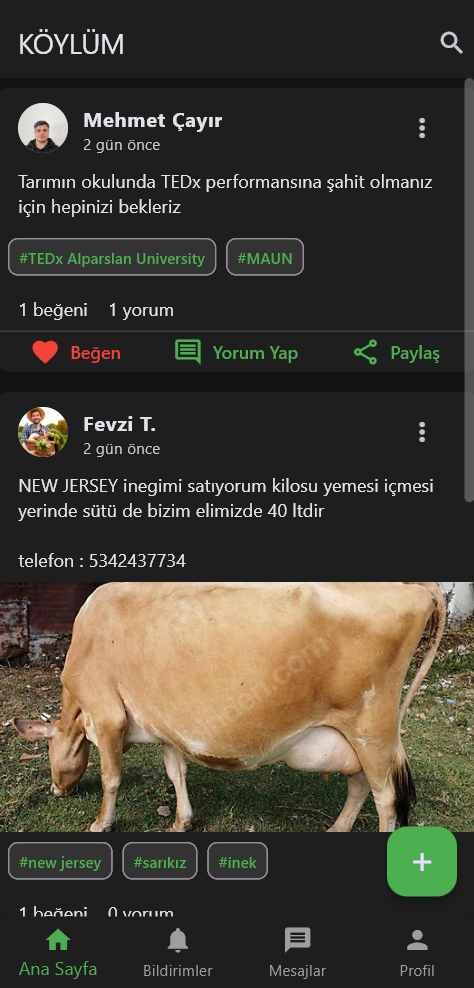 KÖYLÜM
Mehmet Çayır
2 gün önce
Tarımın okulunda TEDx performansına şahit olmanız
için hepinizi bekleriz
#TEDx Alparslan University #MAUN
1 beğeni 1 yorum
Beğen Yorum Yap Paylaş
Fevzi T.
2 gün önce
NEW JERSEY inegimi satıyorum kilosu yemesi içmesi
yerinde sütü de bizim elimizde 40 ltdir
telefon : 5342437734
#new jersey #sarıkız #inek
1 beğeni 0 yorum
Ana Sayfa Bildirimler Mesajlar Profil